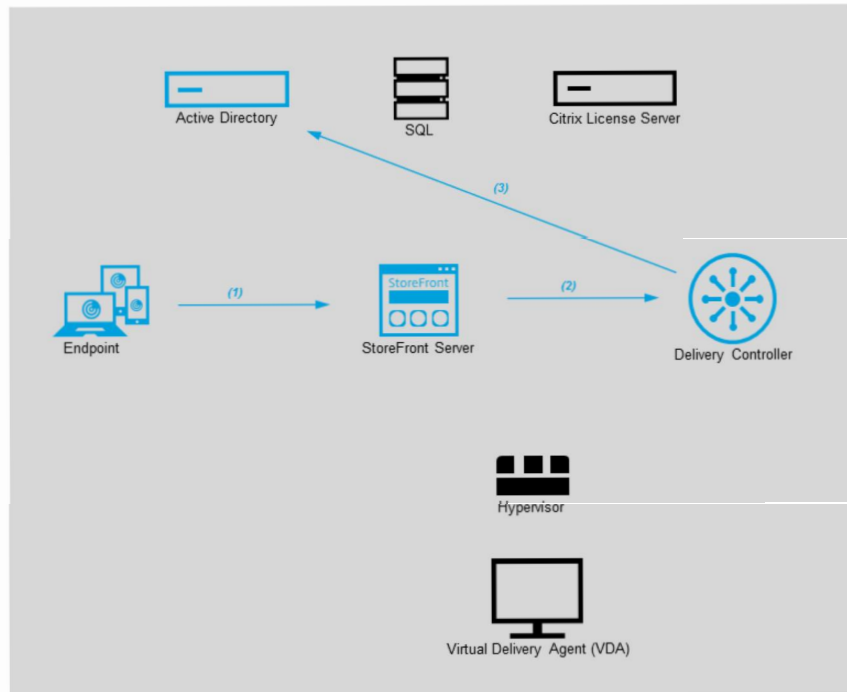 Active Directory
SQL
Citrix License Server
(3)
(1)
StoreFront
(2)
Endpoint
StoreFront Server
Delivery Controller
Hypervisor
Virtual Delivery Agent (VDA)